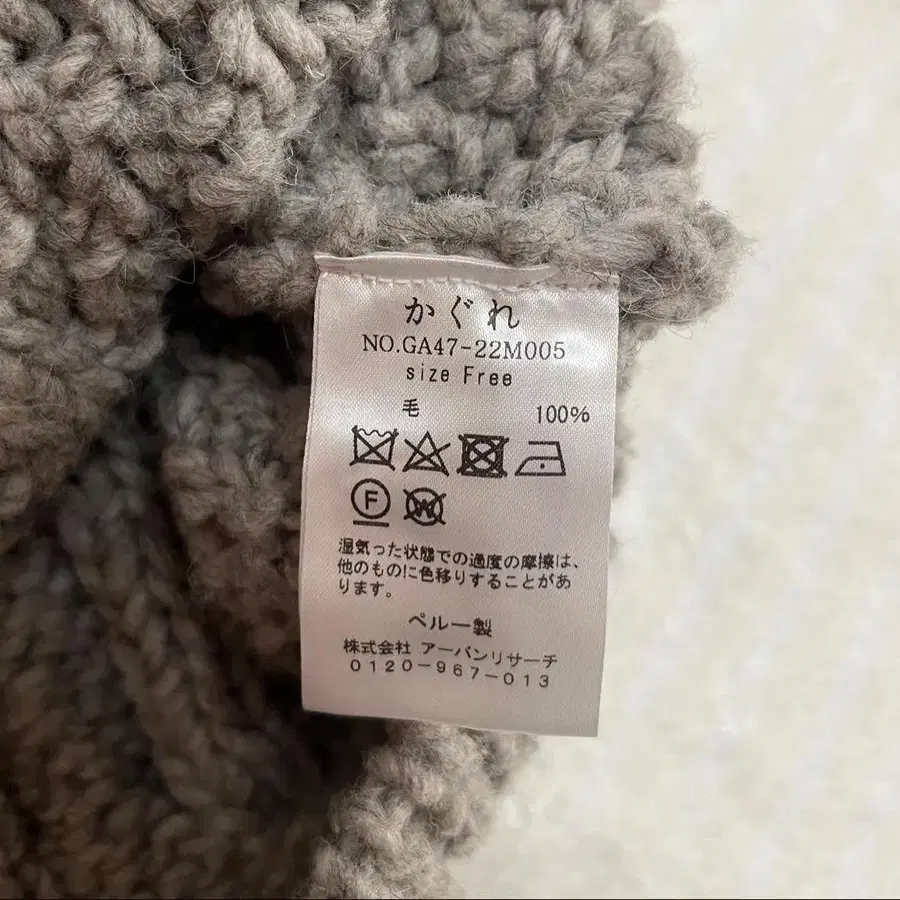 かぐれ
NO.GA47-22M005
size Free
毛 100%
F
W
湿気った状態での過度の摩擦は、
他のものに色移りすることがあ
ります。
ペルー製
株式会社 アーバンリサーチ
0120-967-013